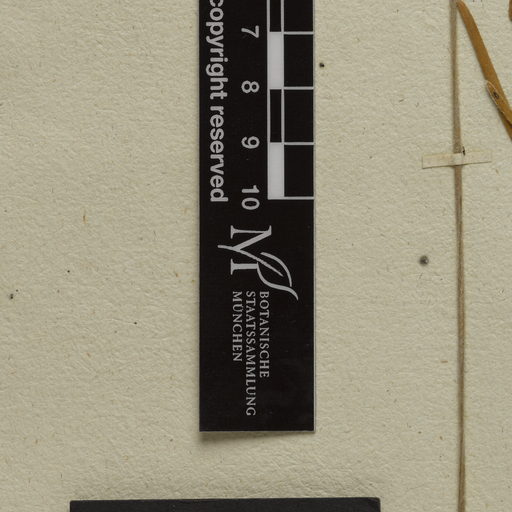 copyright reserved
7
8
9
10
M
BOTANISCHE
STAATSSAMMLUNG
MÜNCHEN